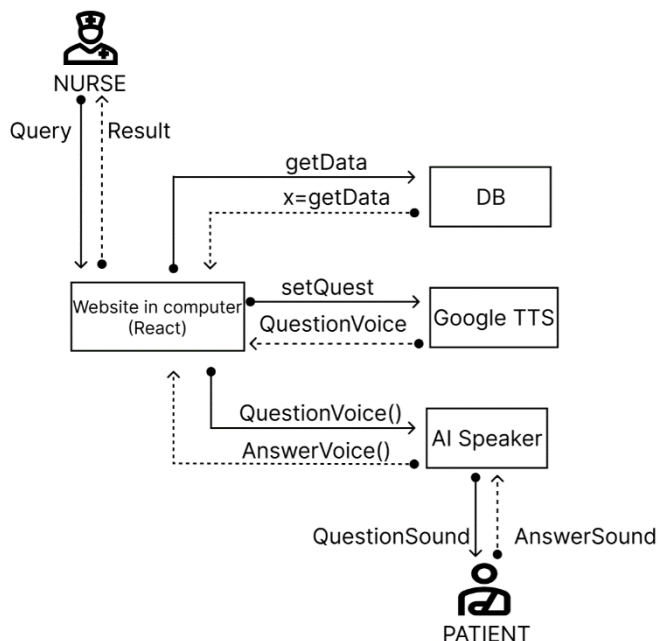 NURSE
Query
Result
getData
x=getData
DB
Website in computer
(React)
setQuest
QuestionVoice
Google TTS
QuestionVoice()
AnswerVoice()
AI Speaker
QuestionSound
AnswerSound
PATIENT